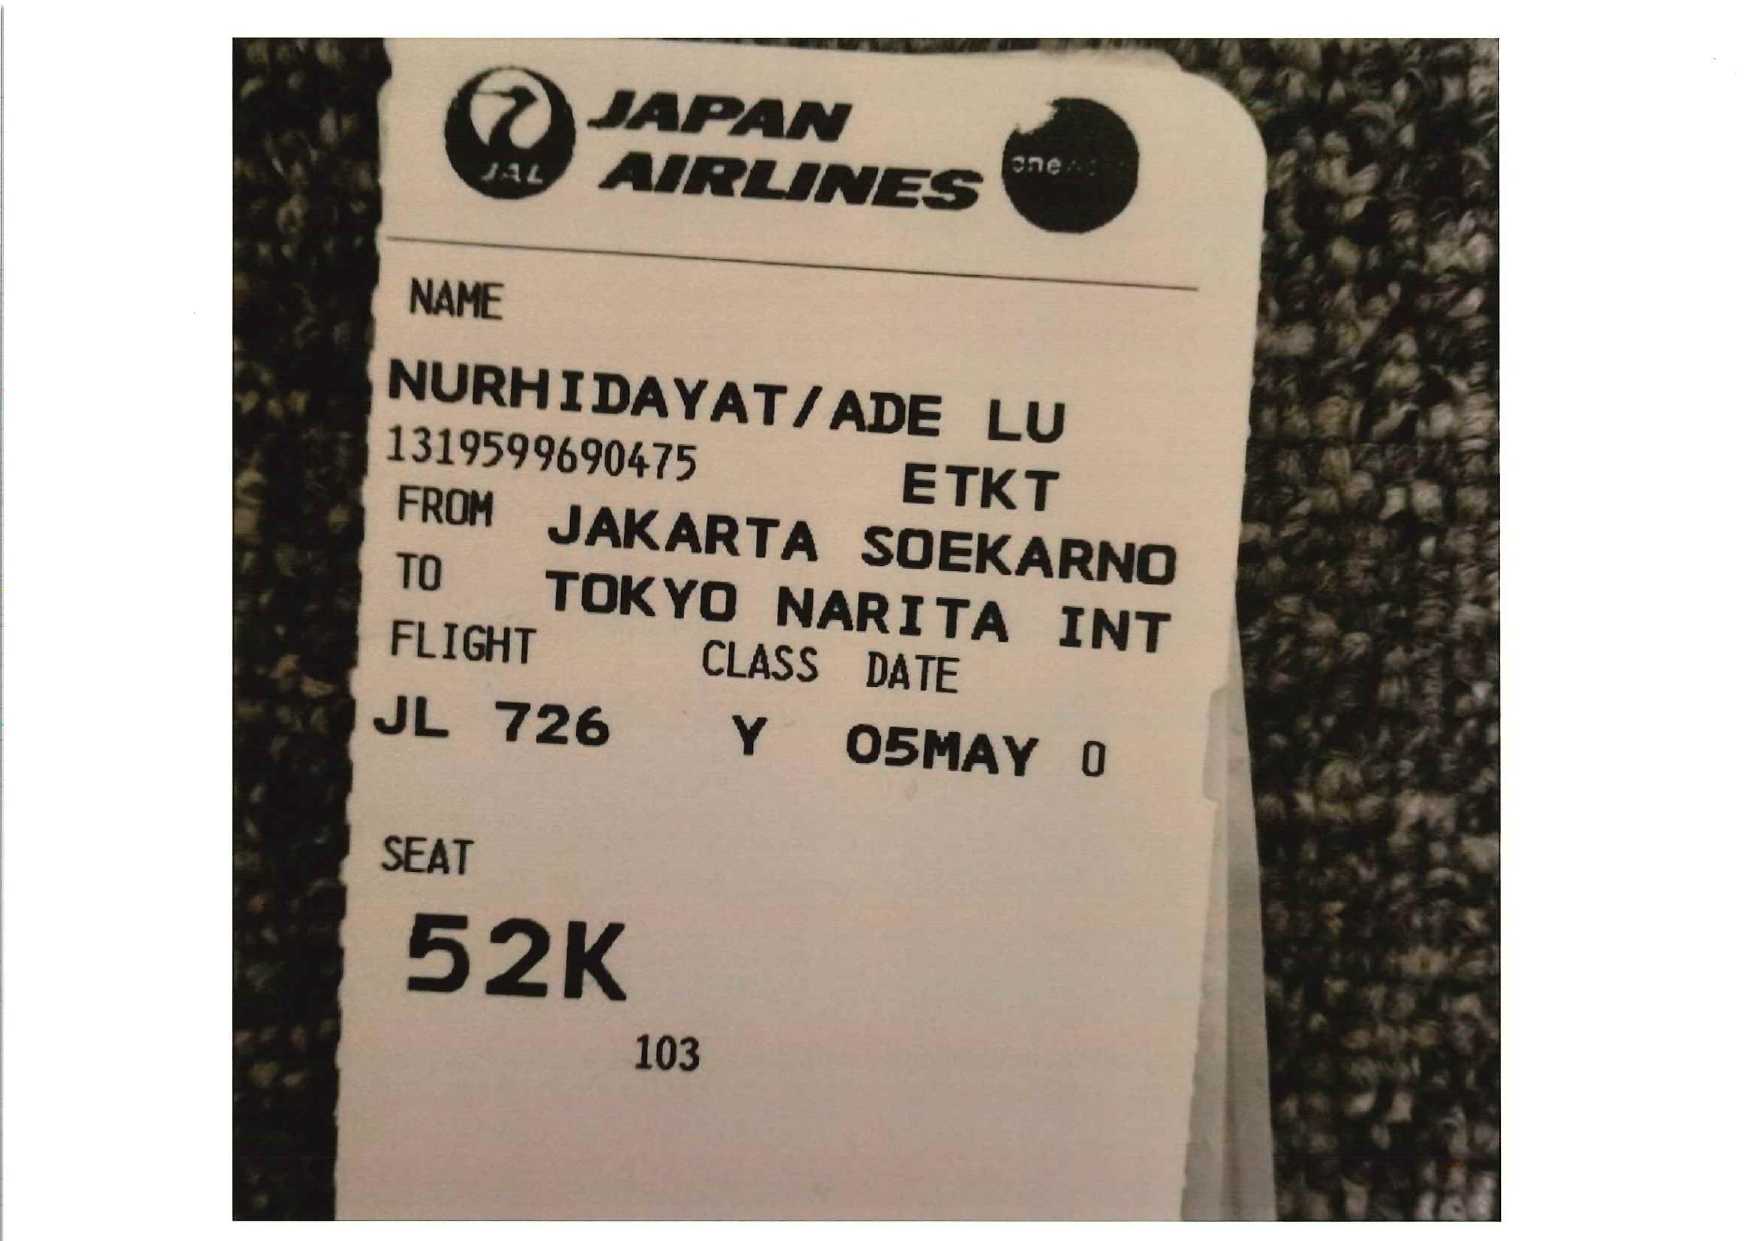 JAL
JAPAN
AIRLINES
one
NAME
NURHIDAYAT/ADE LU
1319599690475
ETKT
FROM JAKARTA SOEKARNO
TO TOKYO NARITA INT
FLIGHT CLASS DATE
JL 726 Y 05MAY 0
SEAT
52K
103